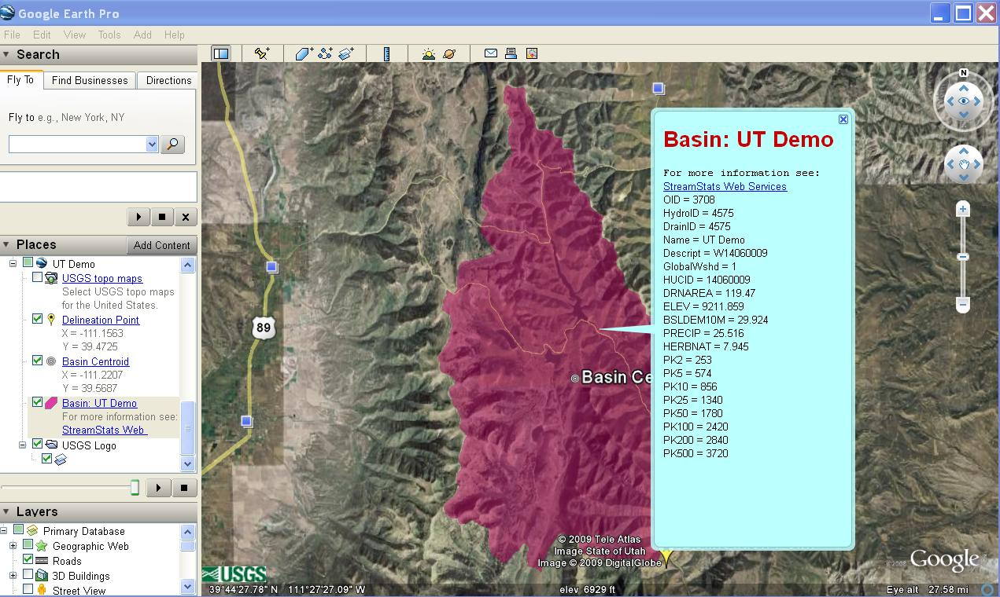 Google Earth Pro
File Edit View Tools Add Help
Search
Fly To Find Businesses Directions
Fly to e.g., New York, NY
Places Add Content
UT Demo
USGS topo maps
Select USGS topo maps
for the United States.
Delineation Point
X = -111.1563
Y = 39.4725
Basin Centroid
X = -111.2207
Y = 39.5687
Basin: UT Demo
For more information see:
StreamStats Web
USGS Logo
Layers
Primary Database
Geographic Web
Roads
3D Buildings
Street View
89
Basin Ce
Basin: UT Demo
For more information see:
StreamStats Web Services
OID = 3708
HydroID = 4575
DrainID = 4575
Name = UT Demo
Descript = W14060009
GlobalWshd = 1
HUCID = 14060009
DRNAREA = 119.47
ELEV = 9211.859
BSLDEM10M = 29.924
PRECIP = 25.516
HERBNAT = 7.945
PK2 = 253
PK5 = 574
PK10 = 856
PK25 = 1340
PK50 = 1780
PK100 = 2420
PK200 = 2840
PK500 = 3720
N
© 2009 Tele Atlas
Image State of Utah
Image © 2009 DigitalGlobe
USGS
© 2008 Google
39°44'27.78" N 111°27'27.09" W elev 6929 ft Eye alt 27.58 mi